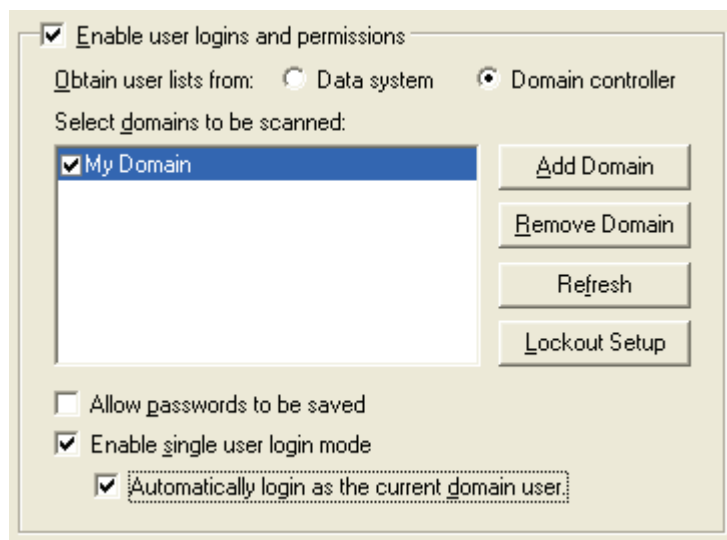 Enable user logins and permissions
Obtain user lists from: Data system Domain controller
Select domains to be scanned:
My Domain
Add Domain
Remove Domain
Refresh
Lockout Setup
Allow passwords to be saved
Enable single user login mode
Automatically login as the current domain user.